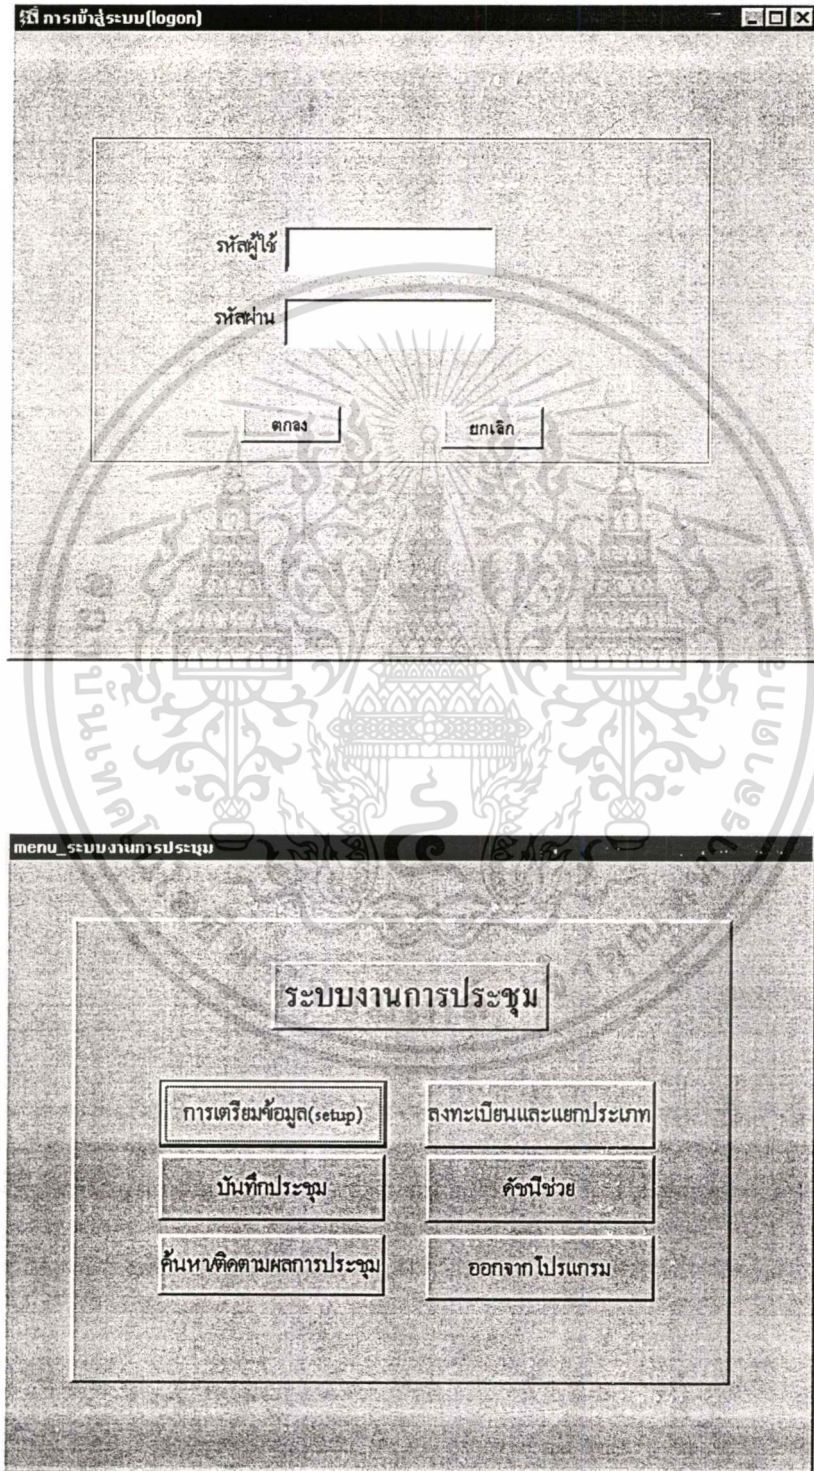 การเข้าสู่ระบบ(logon)
รหัสผู้ใช้
รหัสผ่าน
ตกลง
ยกเลิก
menu_ระบบงานการประชุม
ระบบงานการประชุม
การเตรียมข้อมูล(setup)
ลงทะเบียนและแยกประเภท
บันทึกประชุม
ดัชนีช่วย
ค้นหา/ติดตามผลการประชุม
ออกจากโปรแกรม